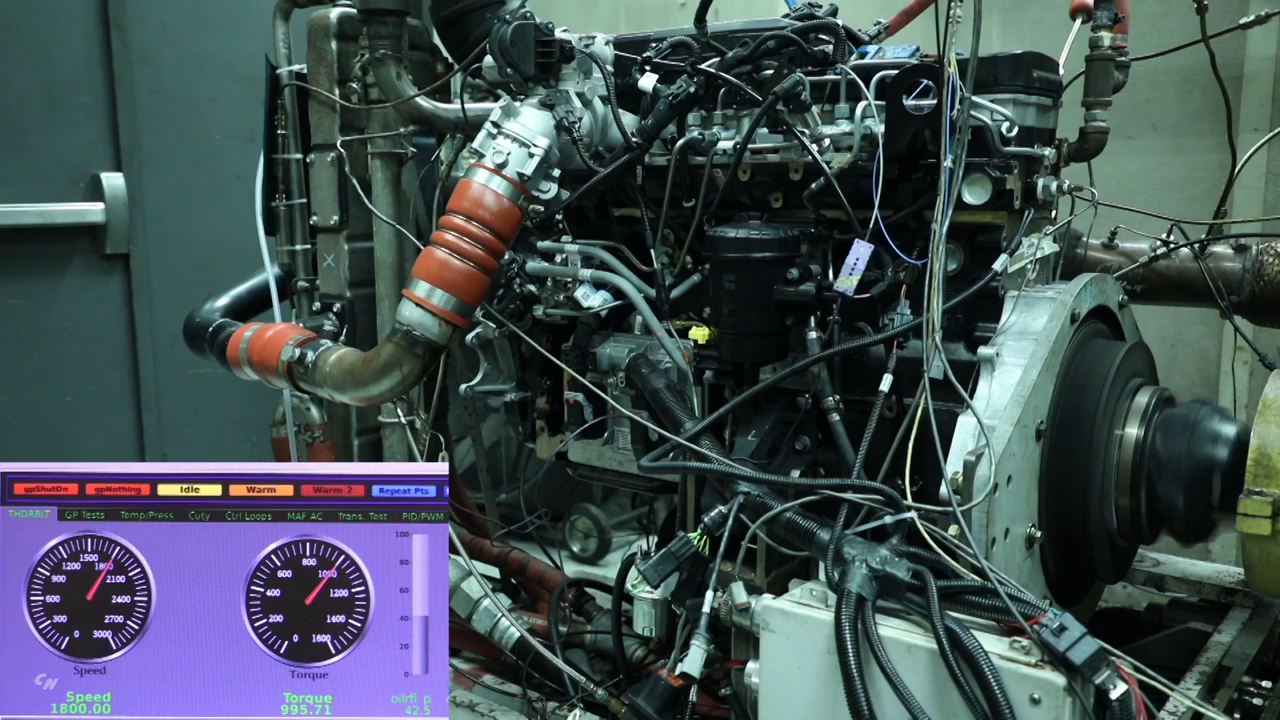 gpShutDn gpNothing Idle Warm Warm 2 Repeat Pts
THDRBLT GP Tests Temp/Press Cuty Ctrl Loops MAF AC Trans. Test PID/PWM
0 300 600 900 1200 1500 1800 2100 2400 2700 3000
0 200 400 600 800 1000 1200 1400 1600
100
80
60
40
20
0
Speed Torque
CN
Speed Torque oilrfl_p
1800.00 995.71 42.5
X